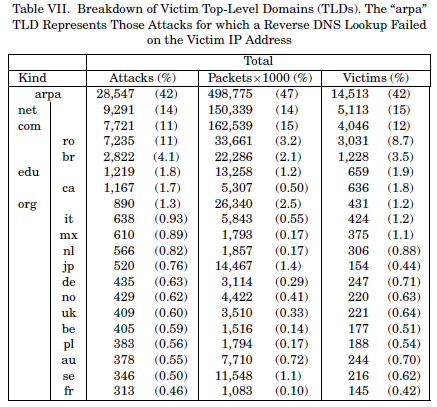 Table VII. Breakdown of Victim Top-Level Domains (TLDs). The “arpa”
TLD Represents Those Attacks for which a Reverse DNS Lookup Failed
on the Victim IP Address
Total
Kind Attacks (%) Packets×1000 (%) Victims (%)
arpa 28,547 (42) 498,775 (47) 14,513 (42)
net 9,291 (14) 150,339 (14) 5,113 (15)
com 7,721 (11) 162,539 (15) 4,046 (12)
ro 7,235 (11) 33,661 (3.2) 3,031 (8.7)
br 2,822 (4.1) 22,286 (2.1) 1,228 (3.5)
edu 1,219 (1.8) 13,258 (1.2) 659 (1.9)
ca 1,167 (1.7) 5,307 (0.50) 636 (1.8)
org 890 (1.3) 26,340 (2.5) 431 (1.2)
it 638 (0.93) 5,843 (0.55) 424 (1.2)
mx 610 (0.89) 1,793 (0.17) 375 (1.1)
nl 566 (0.82) 1,857 (0.17) 306 (0.88)
jp 520 (0.76) 14,467 (1.4) 154 (0.44)
de 435 (0.63) 3,114 (0.29) 247 (0.71)
no 429 (0.62) 4,422 (0.41) 220 (0.63)
uk 409 (0.60) 3,510 (0.33) 221 (0.64)
be 405 (0.59) 1,516 (0.14) 177 (0.51)
pl 383 (0.56) 1,794 (0.17) 188 (0.54)
au 378 (0.55) 7,710 (0.72) 244 (0.70)
se 346 (0.50) 11,548 (1.1) 216 (0.62)
fr 313 (0.46) 1,083 (0.10) 145 (0.42)